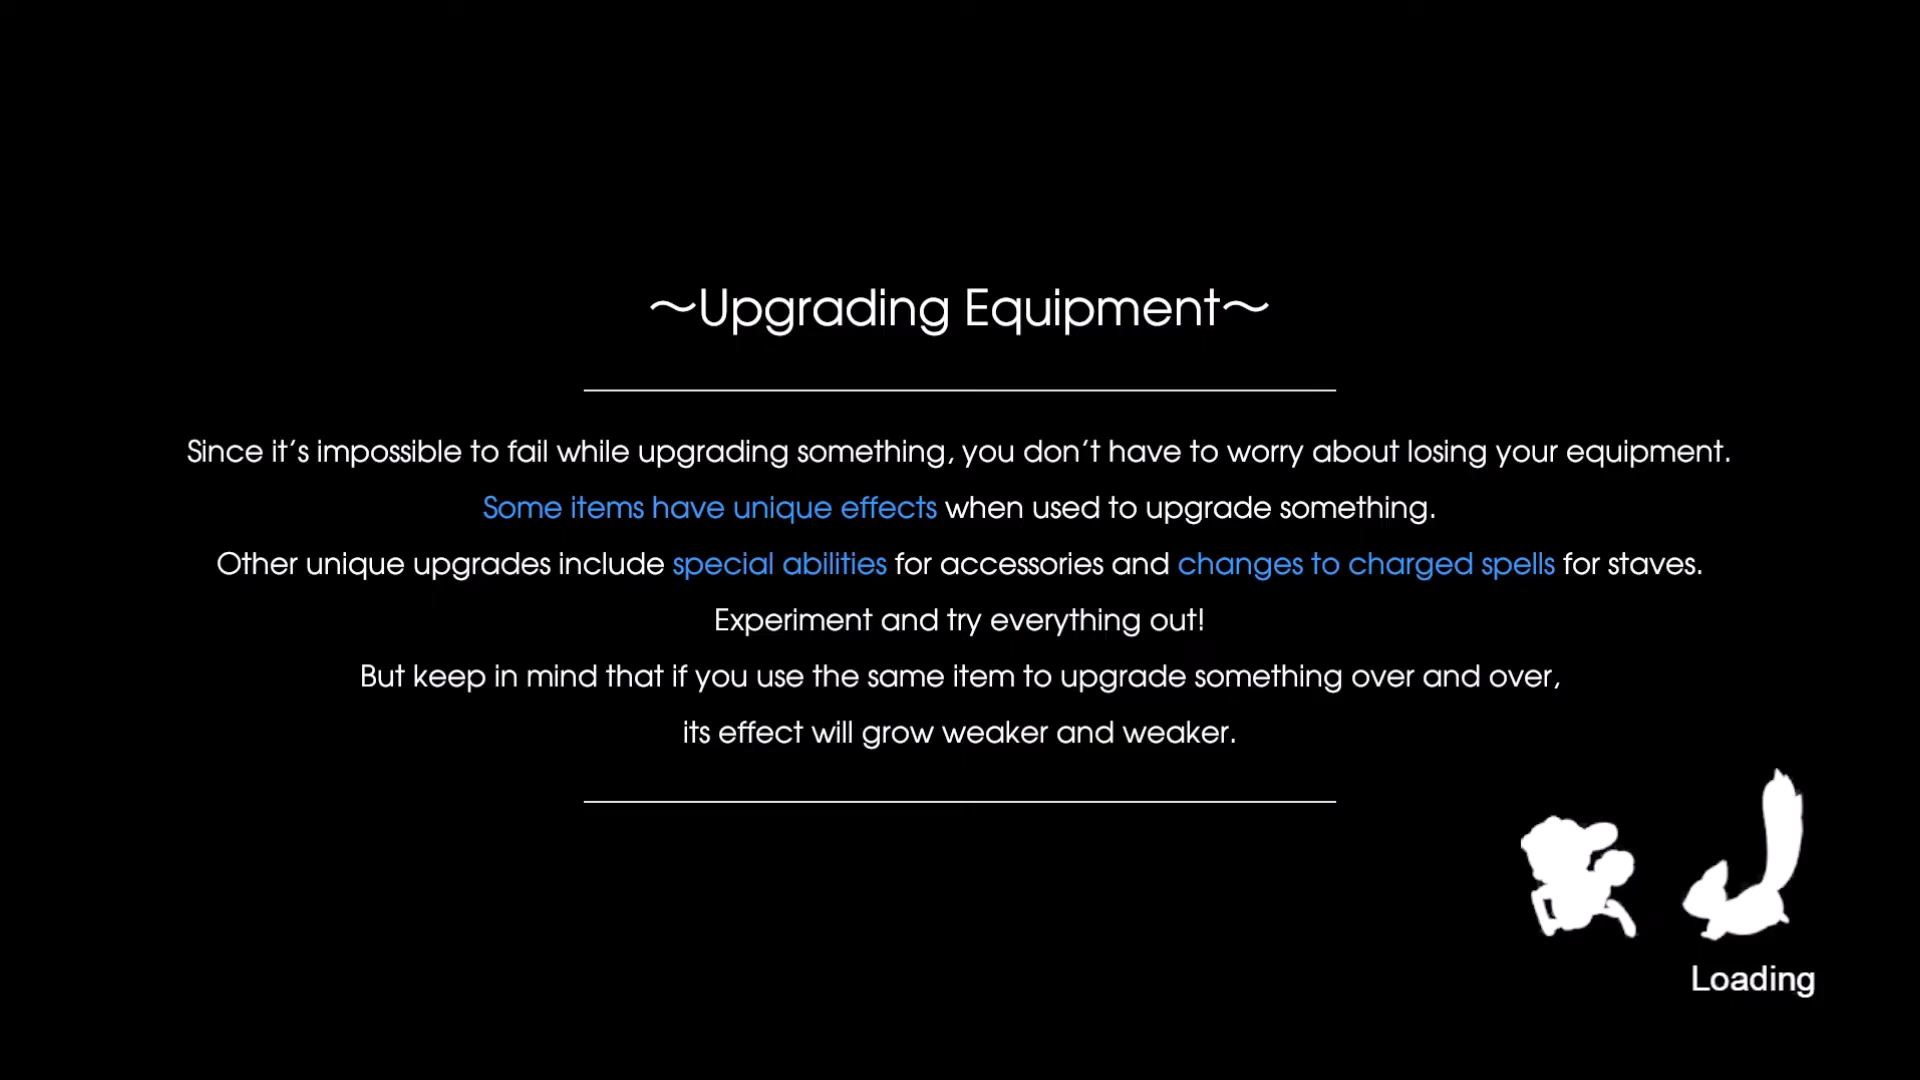 ～Upgrading Equipment～
Since it’s impossible to fail while upgrading something, you don’t have to worry about losing your equipment.
Some items have unique effects when used to upgrade something.
Other unique upgrades include special abilities for accessories and changes to charged spells for staves.
Experiment and try everything out!
But keep in mind that if you use the same item to upgrade something over and over,
its effect will grow weaker and weaker.
Loading